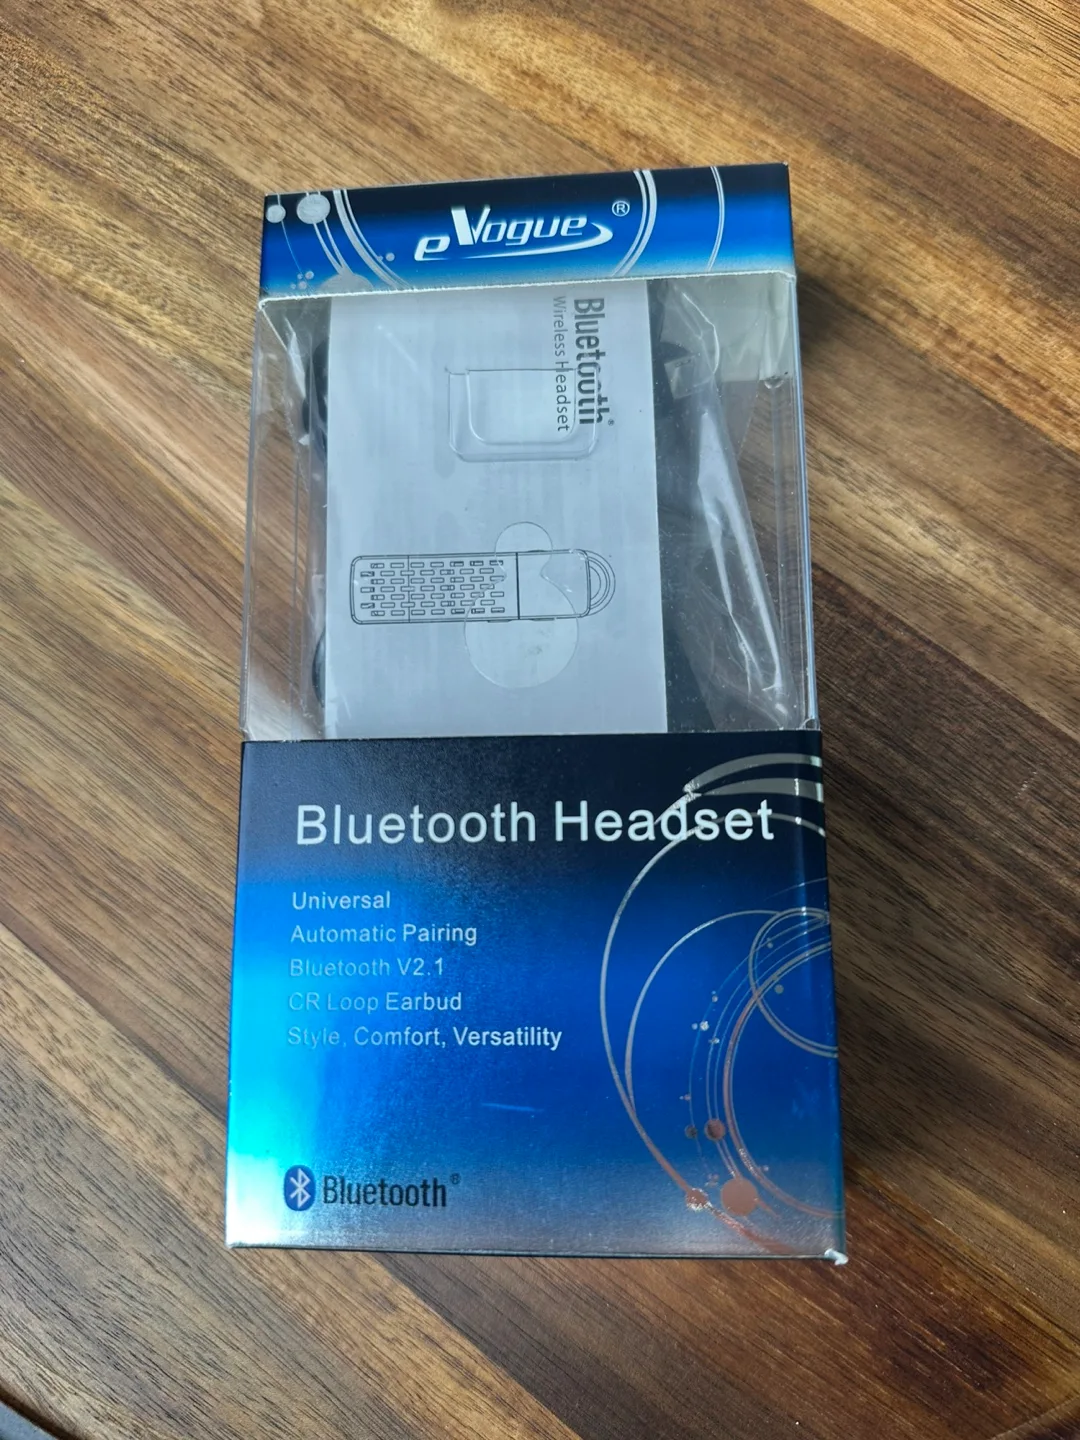 eVogue®
Bluetooth®
Wireless Headset
Bluetooth Headset
Universal
Automatic Pairing
Bluetooth V2.1
CR Loop Earbud
Style, Comfort, Versatility
Bluetooth®